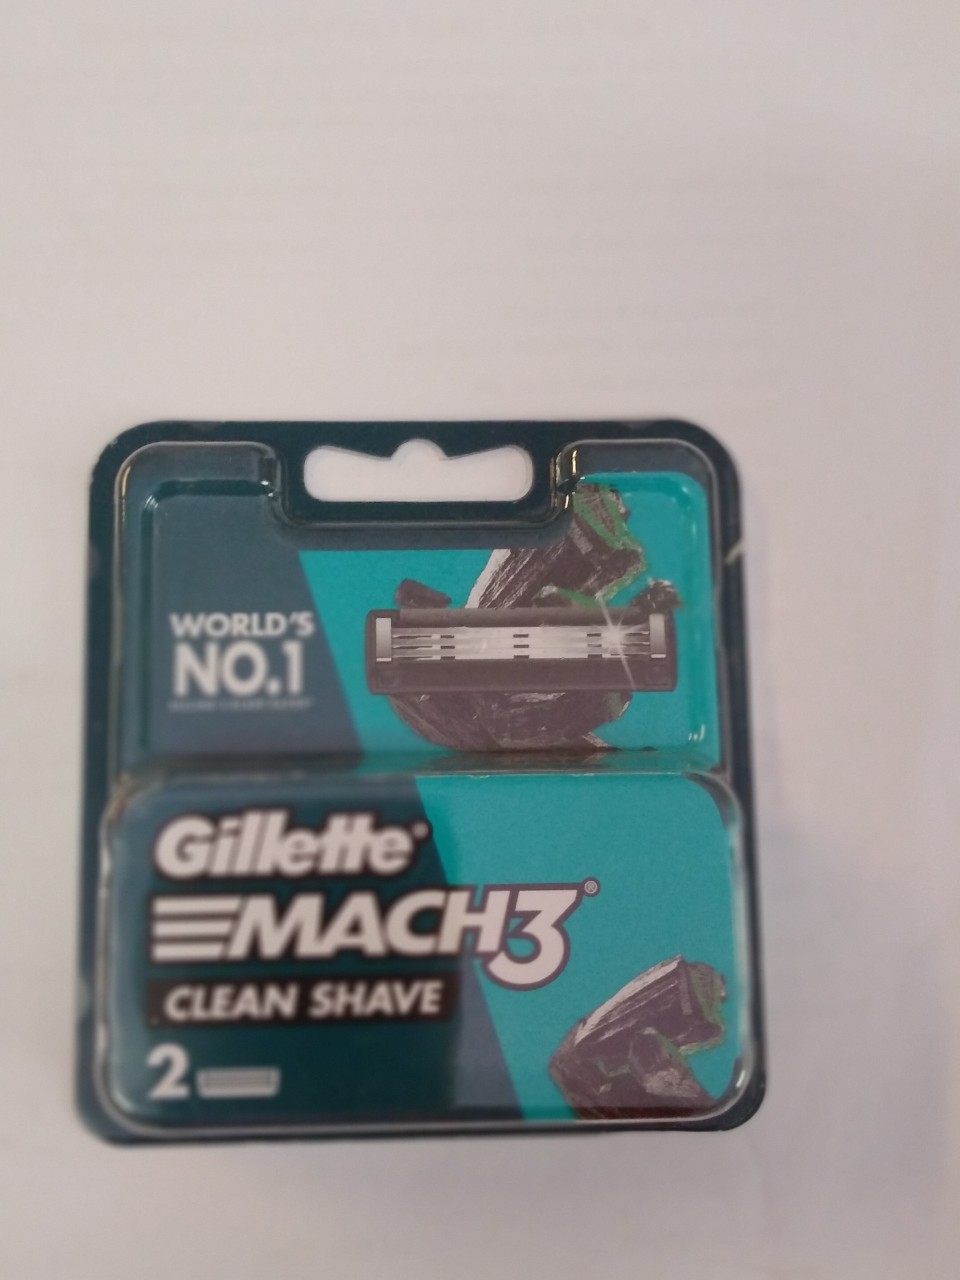 WORLD'S
NO.1
Gillette®
MACH3®
CLEAN SHAVE
2